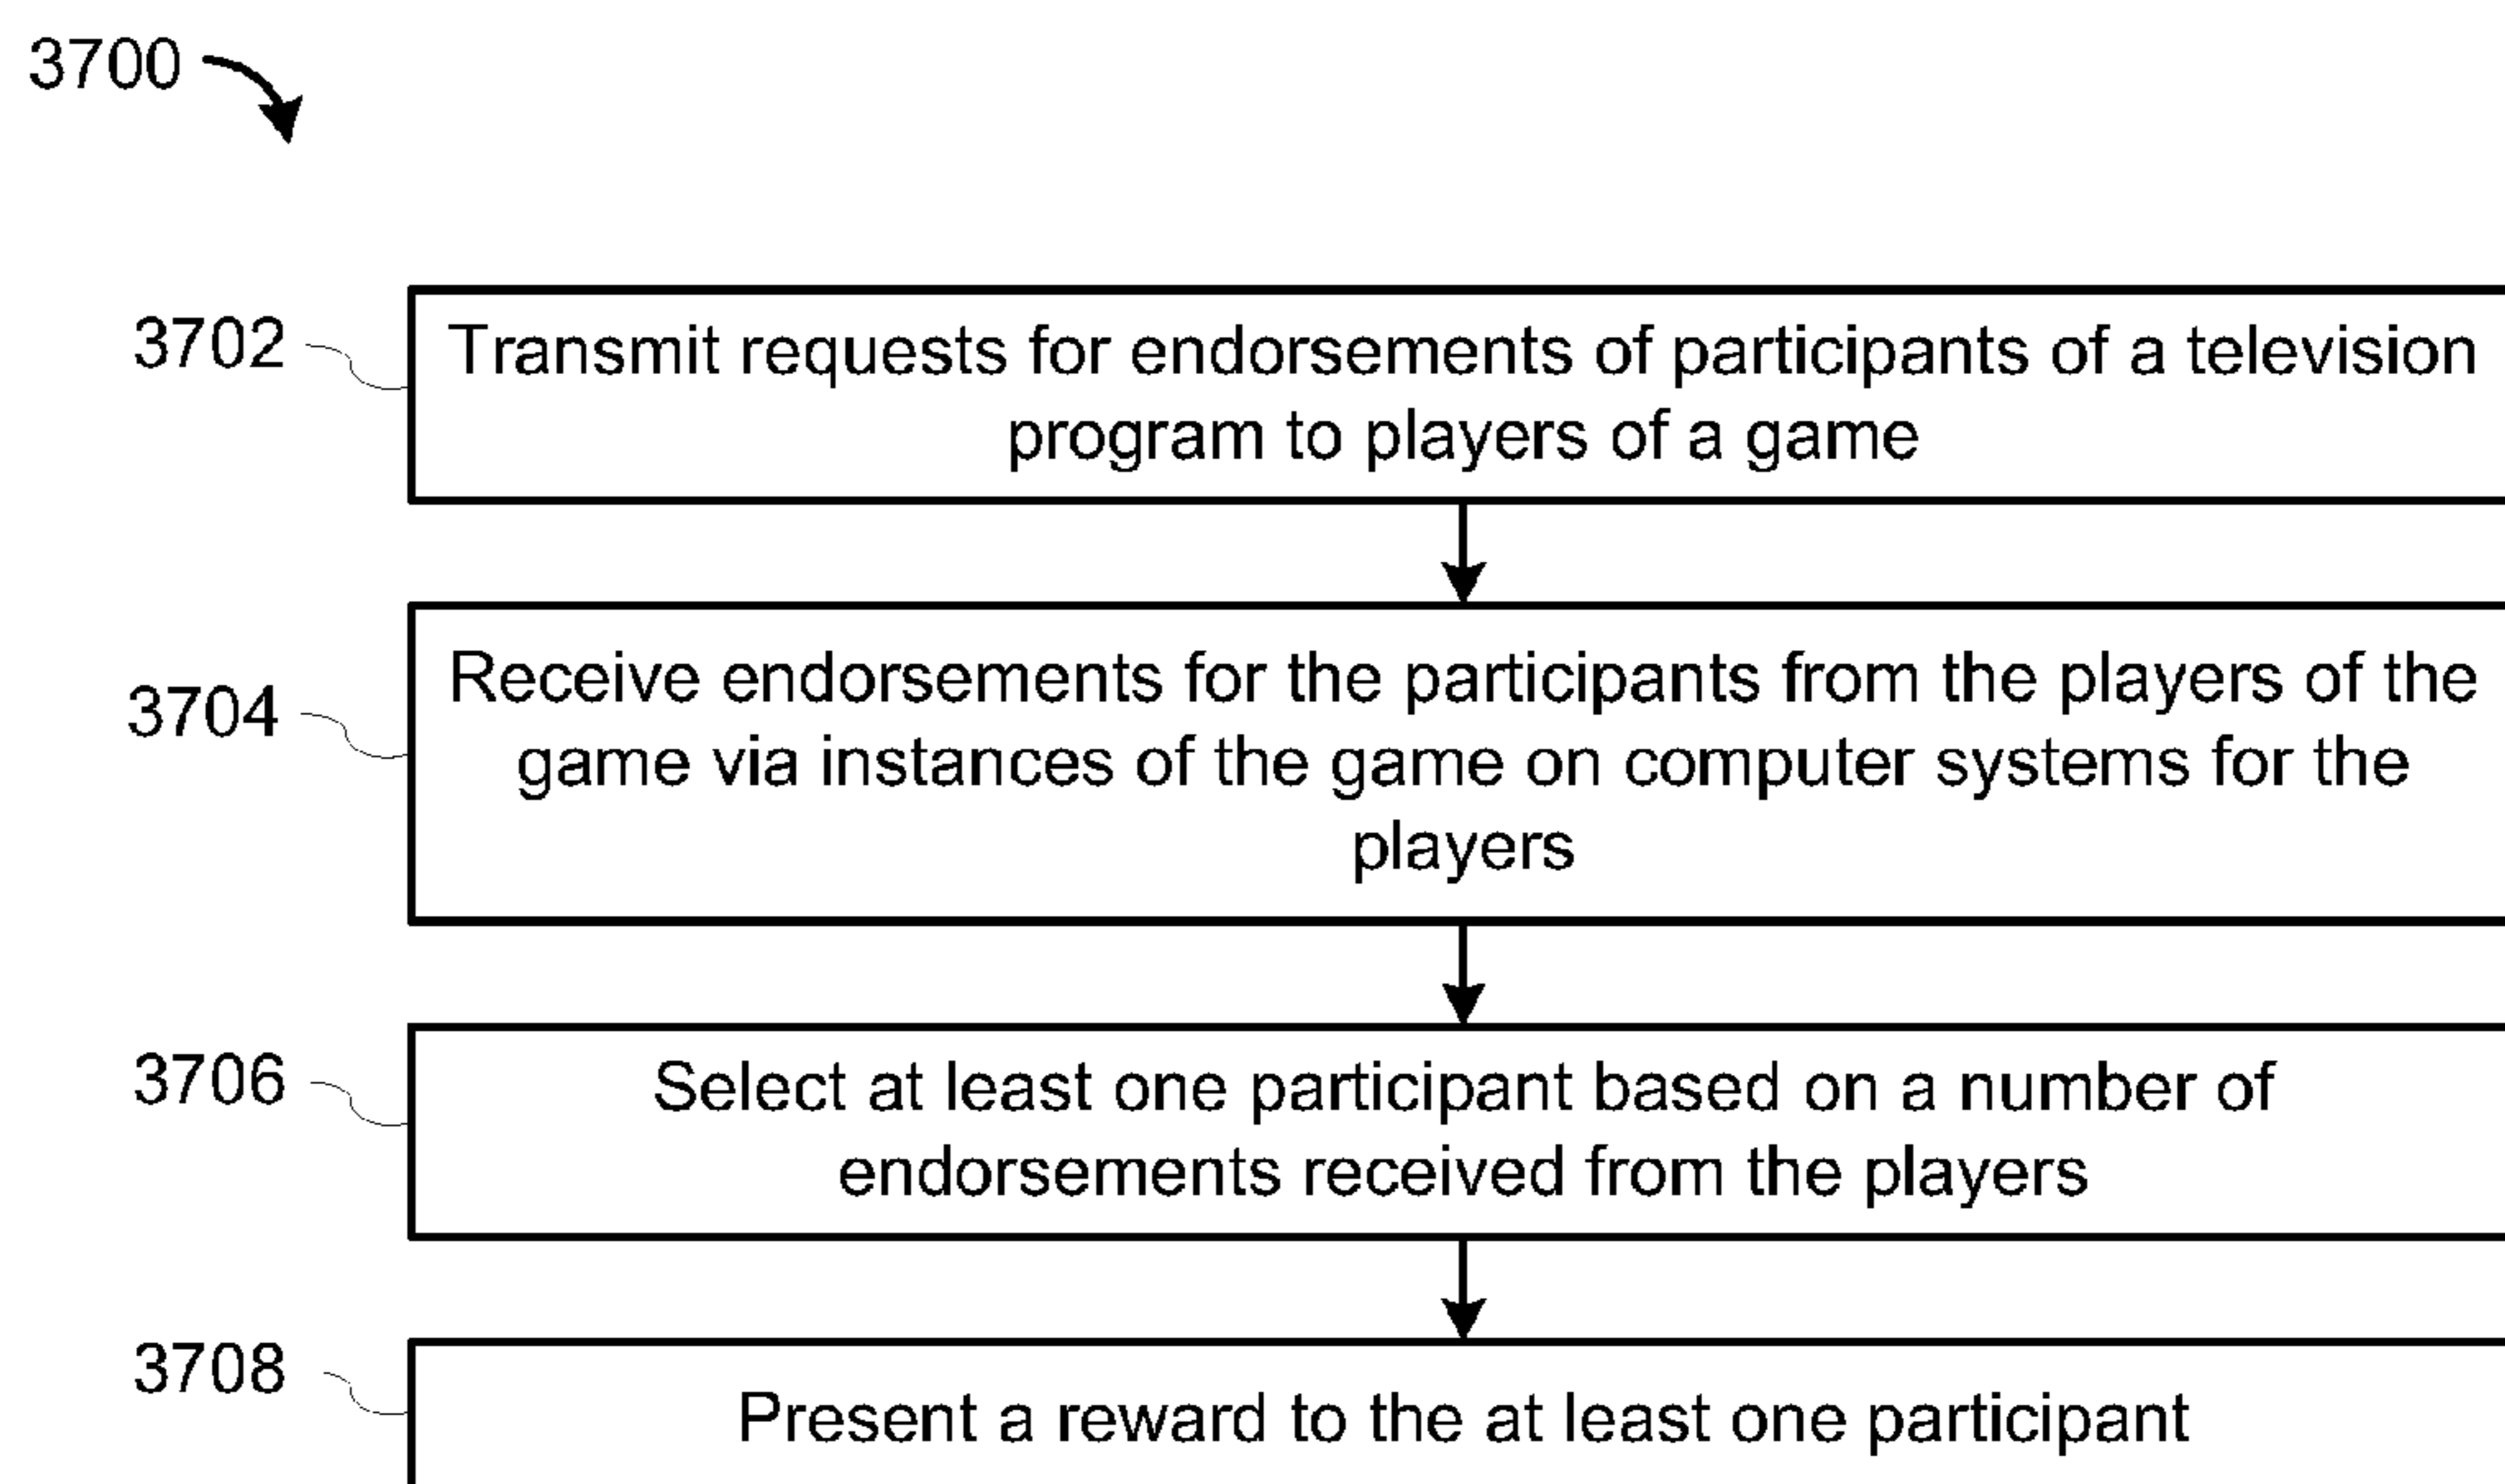 3700
3702
Transmit requests for endorsements of participants of a television
program to players of a game
3704
Receive endorsements for the participants from the players of the
game via instances of the game on computer systems for the
players
3706
Select at least one participant based on a number of
endorsements received from the players
3708
Present a reward to the at least one participant